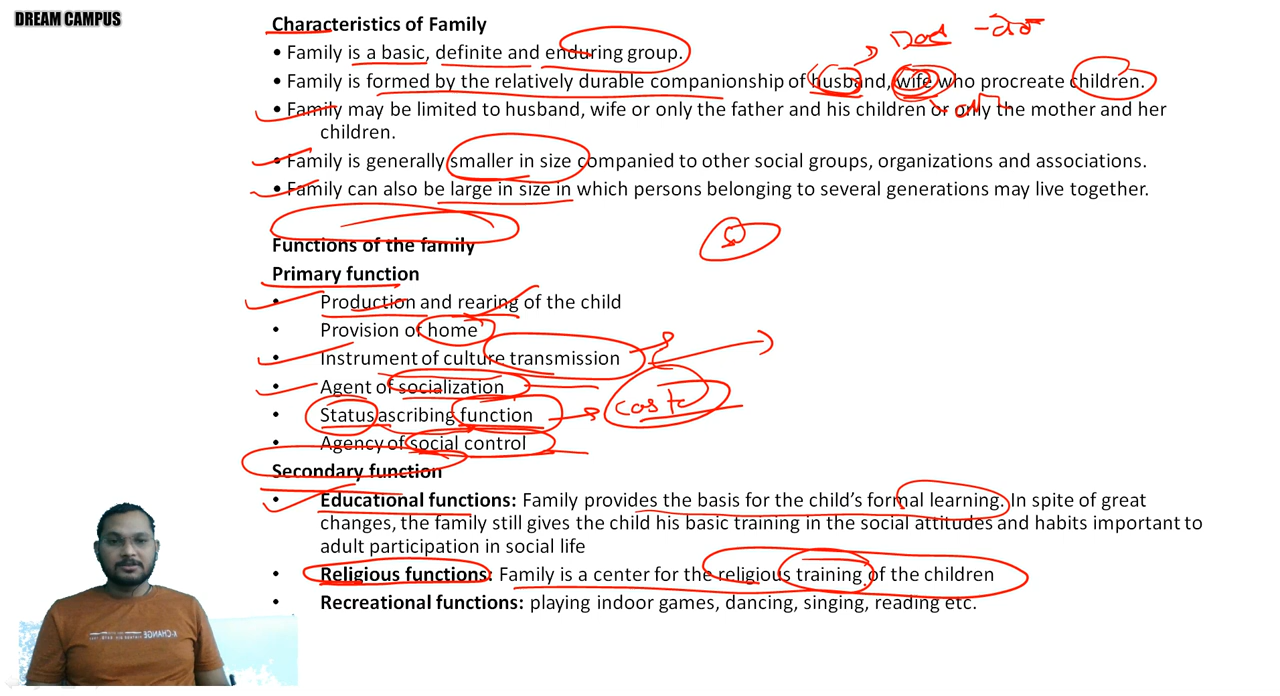 DREAM CAMPUS
Characteristics of Family
• Family is a basic, definite and enduring group.
Dad
• Family is formed by the relatively durable companionship of husband, wife who procreate children.
• Family may be limited to husband, wife or only the father and his children or only the mother and her
children.
• Family is generally smaller in size companied to other social groups, organizations and associations.
• Family can also be large in size in which persons belonging to several generations may live together.
Functions of the family
Primary function
• Production and rearing of the child
• Provision of home
• Instrument of culture transmission
• Agent of socialization
• Status ascribing function
caste
• Agency of social control
Secondary function
• Educational functions: Family provides the basis for the child's formal learning. In spite of great
changes, the family still gives the child his basic training in the social attitudes and habits important to
adult participation in social life
• Religious functions: Family is a center for the religious training of the children
• Recreational functions: playing indoor games, dancing, singing, reading etc.